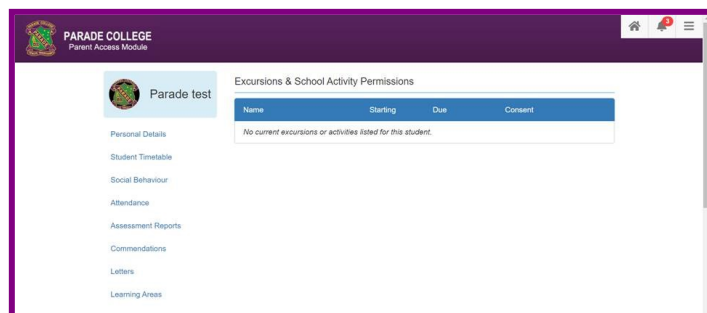 PARADE COLLEGE
Parent Access Module
3
Parade test
Personal Details
Student Timetable
Social Behaviour
Attendance
Assessment Reports
Commendations
Letters
Learning Areas
Excursions & School Activity Permissions
Name Starting Due Consent
No current excursions or activities listed for this student.